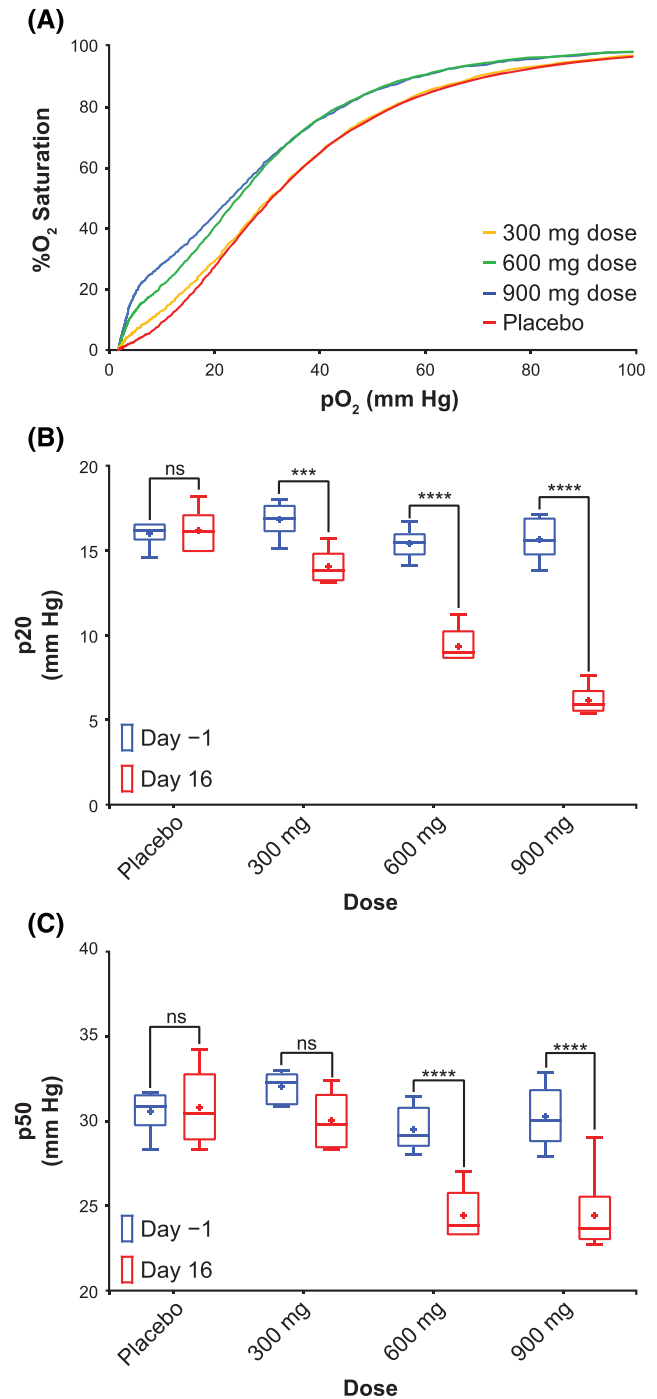 (A)
100
80
60
40
20
0
%O₂ Saturation
300 mg dose
600 mg dose
900 mg dose
Placebo
0 20 40 60 80 100
pO₂ (mm Hg)
(B)
20
15
10
5
0
p20
(mm Hg)
ns
***
****
****
Day −1
Day 16
Placebo
300 mg
600 mg
900 mg
Dose
(C)
40
35
30
25
20
p50
(mm Hg)
ns
ns
****
****
Day −1
Day 16
Placebo
300 mg
600 mg
900 mg
Dose